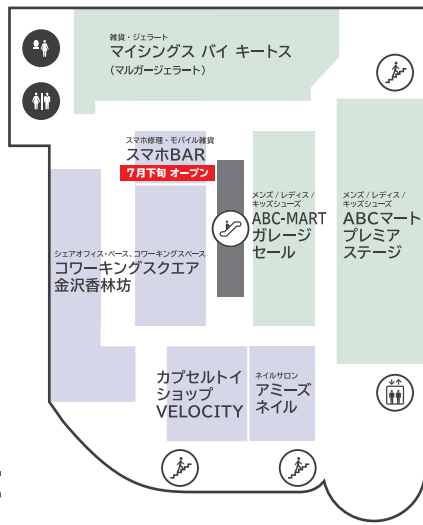 雑貨・ジェラート
マイシングス バイ キートス
(マルガージェラート)
スマホ修理・モバイル雑貨
スマホBAR
7月下旬 オープン
メンズ / レディス /
キッズシューズ
ABC-MART
ガレージ
セール
メンズ / レディス /
キッズシューズ
ABCマート
プレミア
ステージ
シェアオフィス・ベース、コワーキングスペース
コワーキングスクエア
金沢香林坊
カプセルトイ
ショップ
VELOCITY
ネイルサロン
アミーズ
ネイル